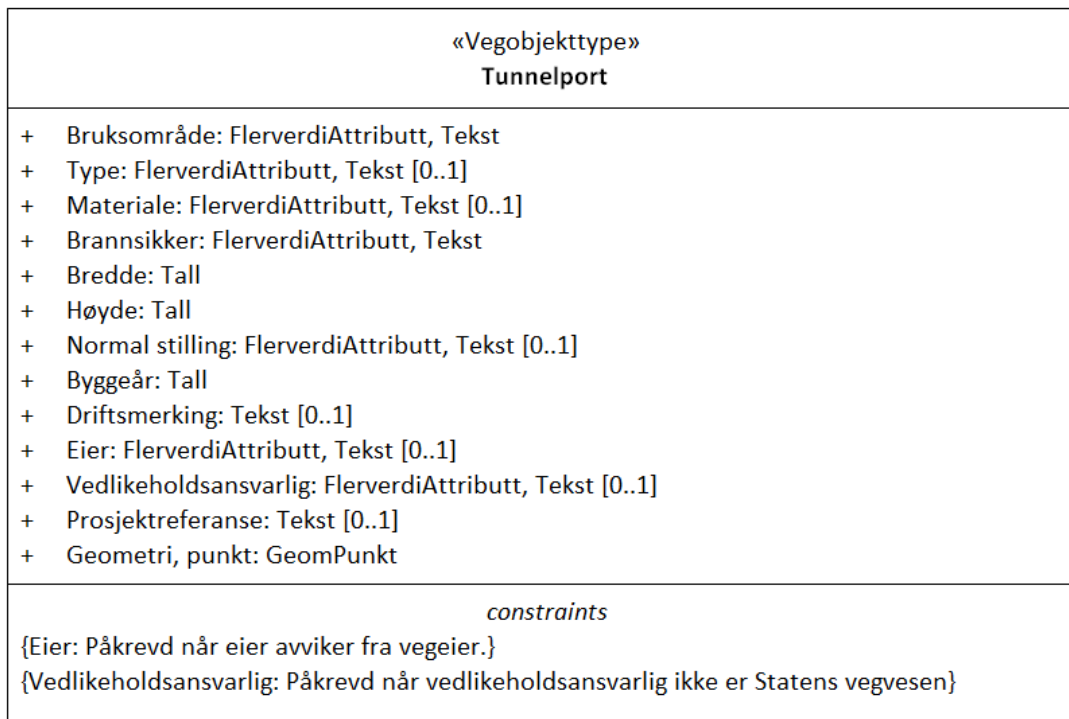 «Vegobjekttype»
Tunnelport
+ Bruksområde: FlerverdiAttributt, Tekst
+ Type: FlerverdiAttributt, Tekst [0..1]
+ Materiale: FlerverdiAttributt, Tekst [0..1]
+ Brannsikker: FlerverdiAttributt, Tekst
+ Bredde: Tall
+ Høyde: Tall
+ Normal stilling: FlerverdiAttributt, Tekst [0..1]
+ Byggeår: Tall
+ Driftsmerking: Tekst [0..1]
+ Eier: FlerverdiAttributt, Tekst [0..1]
+ Vedlikeholdsansvarlig: FlerverdiAttributt, Tekst [0..1]
+ Prosjektreferanse: Tekst [0..1]
+ Geometri, punkt: GeomPunkt
constraints
{Eier: Påkrevd når eier avviker fra vegeier.}
{Vedlikeholdsansvarlig: Påkrevd når vedlikeholdsansvarlig ikke er Statens vegvesen}